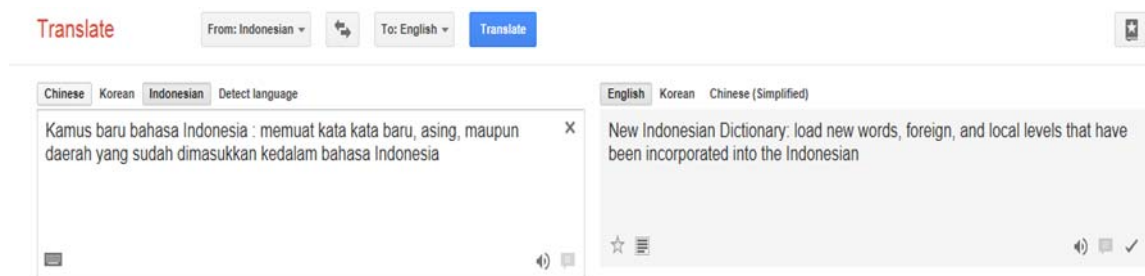 Translate From: Indonesian To: English Translate
Chinese Korean Indonesian Detect language
English Korean Chinese (Simplified)
Kamus baru bahasa Indonesia : memuat kata kata baru, asing, maupun
daerah yang sudah dimasukkan kedalam bahasa Indonesia
New Indonesian Dictionary: load new words, foreign, and local levels that have
been incorporated into the Indonesian